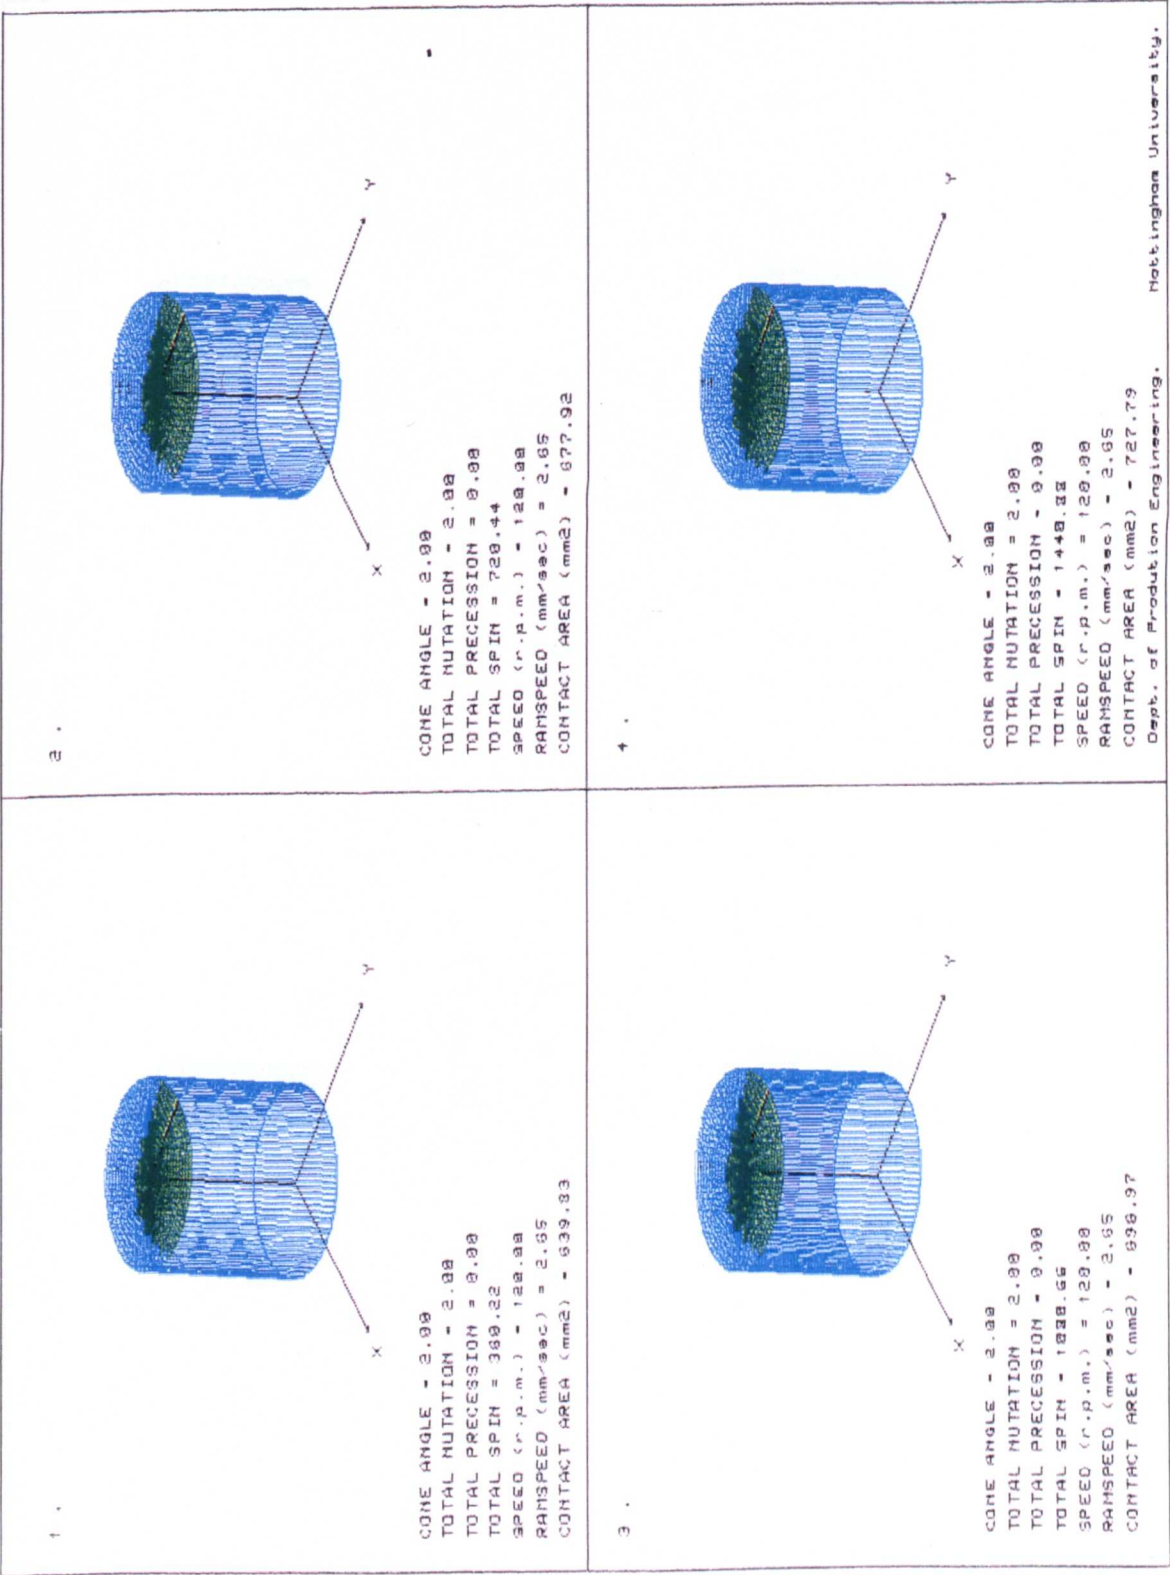 1 .
X
Y
CONE ANGLE = 2.00
TOTAL NUTATION = 2.00
TOTAL PRECESSION = 0.00
TOTAL SPIN = 360.22
SPEED (r.p.m.) = 120.00
RAMSPEED (mm/sec) = 2.65
CONTACT AREA (mm2) = 639.83
2 .
X
Y
CONE ANGLE = 2.00
TOTAL NUTATION = 2.00
TOTAL PRECESSION = 0.00
TOTAL SPIN = 720.44
SPEED (r.p.m.) = 120.00
RAMSPEED (mm/sec) = 2.65
CONTACT AREA (mm2) = 677.92
3 .
X
Y
CONE ANGLE = 2.00
TOTAL NUTATION = 2.00
TOTAL PRECESSION = 0.00
TOTAL SPIN = 1080.66
SPEED (r.p.m.) = 120.00
RAMSPEED (mm/sec) = 2.65
CONTACT AREA (mm2) = 698.97
4 .
X
Y
CONE ANGLE = 2.00
TOTAL NUTATION = 2.00
TOTAL PRECESSION = 0.00
TOTAL SPIN = 1440.88
SPEED (r.p.m.) = 120.00
RAMSPEED (mm/sec) = 2.65
CONTACT AREA (mm2) = 727.79
Dept. of Prodution Engineering. Nottingham University.